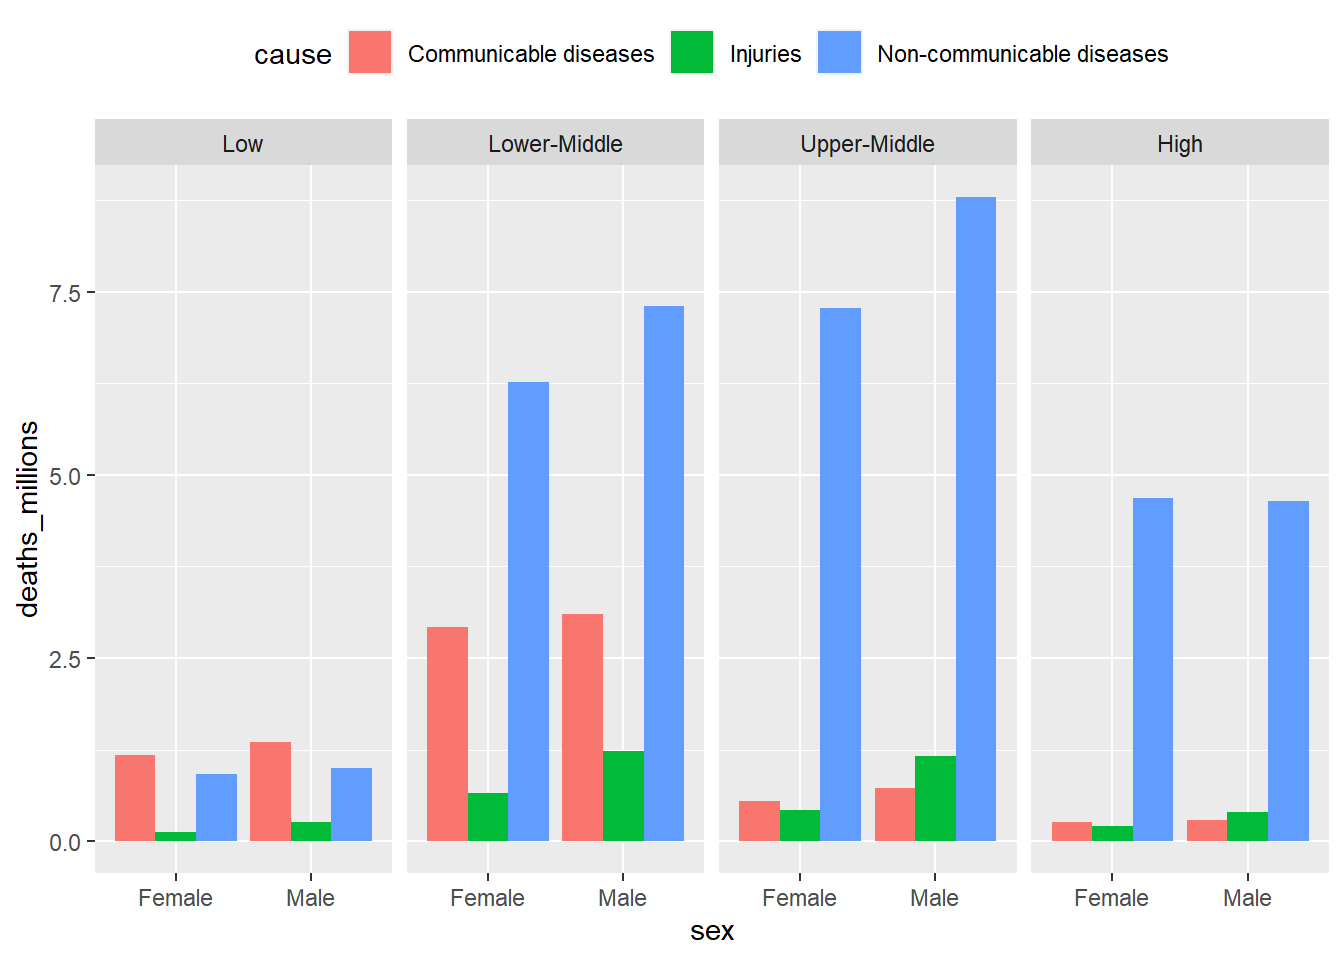 cause Communicable diseases Injuries Non-communicable diseases
Low Lower-Middle Upper-Middle High
7.5
5.0
2.5
0.0
deaths_millions
Female Male Female Male Female Male Female Male
sex